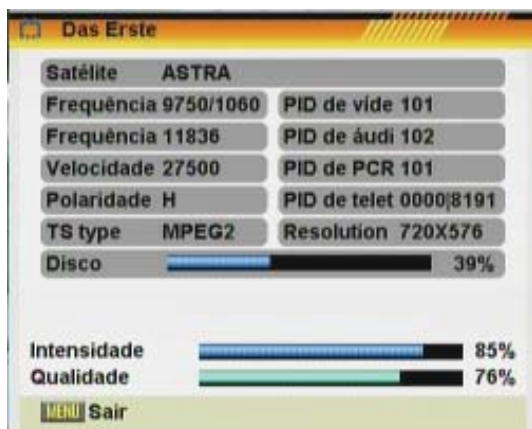 Das Erste
Satélite ASTRA
Frequência 9750/1060 PID de víde 101
Frequência 11836 PID de áudi 102
Velocidade 27500 PID de PCR 101
Polaridade H PID de telet 0000|8191
TS type MPEG2 Resolution 720X576
Disco 39%
Intensidade 85%
Qualidade 76%
MENU Sair